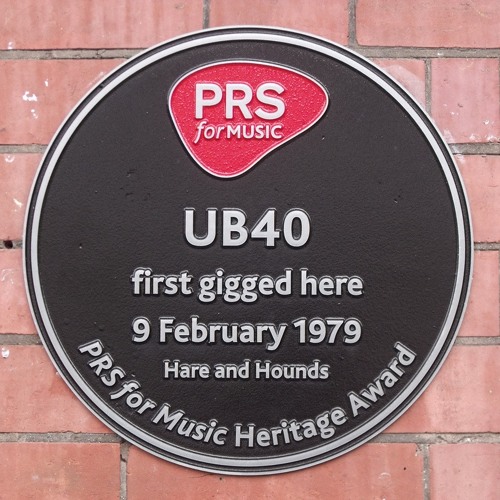 PRS
for MUSIC
UB40
first gigged here
9 February 1979
Hare and Hounds
PRS for Music Heritage Award